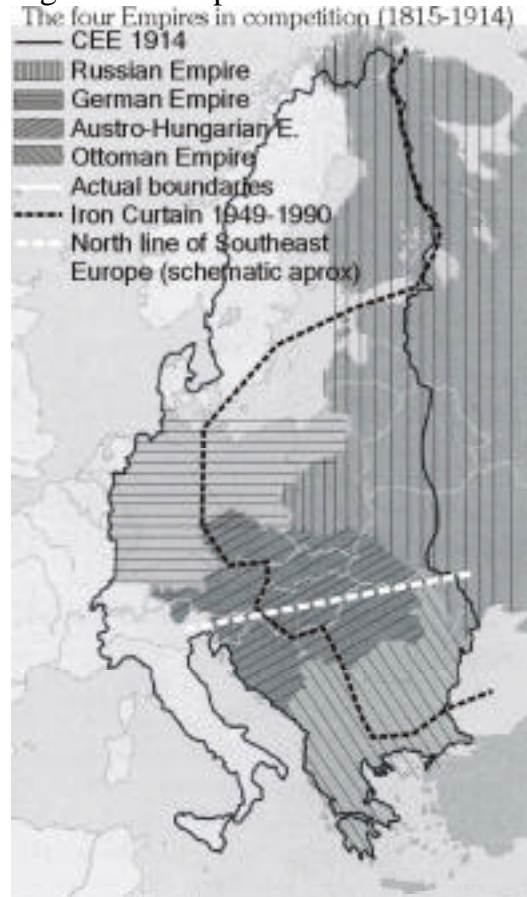 The four Empires in competition (1815-1914)
CEE 1914
Russian Empire
German Empire
Austro-Hungarian E.
Ottoman Empire
Actual boundaries
Iron Curtain 1949-1990
North line of Southeast
Europe (schematic aprox)